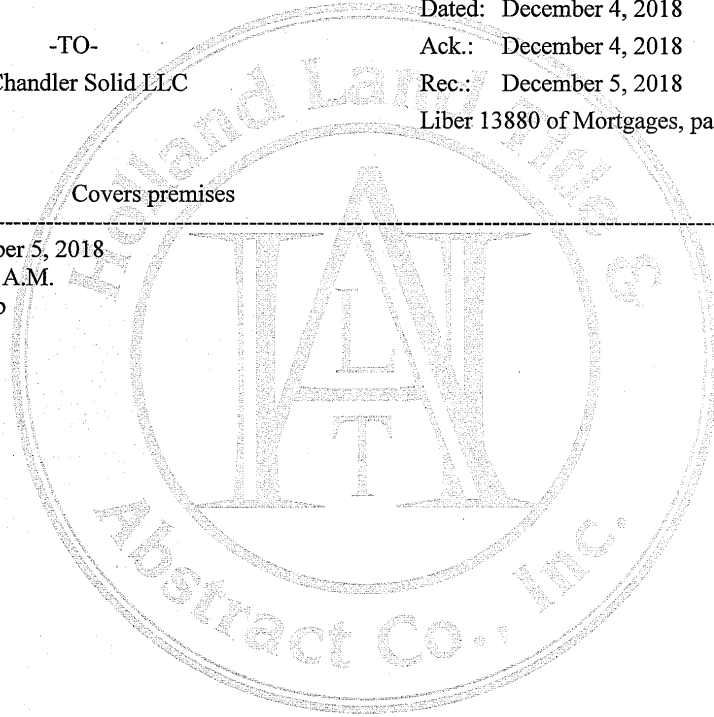 Dated: December 4, 2018
-TO-
Ack.: December 4, 2018
Chandler Solid LLC
Rec.: December 5, 2018
Liber 13880 of Mortgages, pa
Covers premises
ber 5, 2018
A.M.
Holland Land Title &
A
L
T
Abstract Co., Inc.